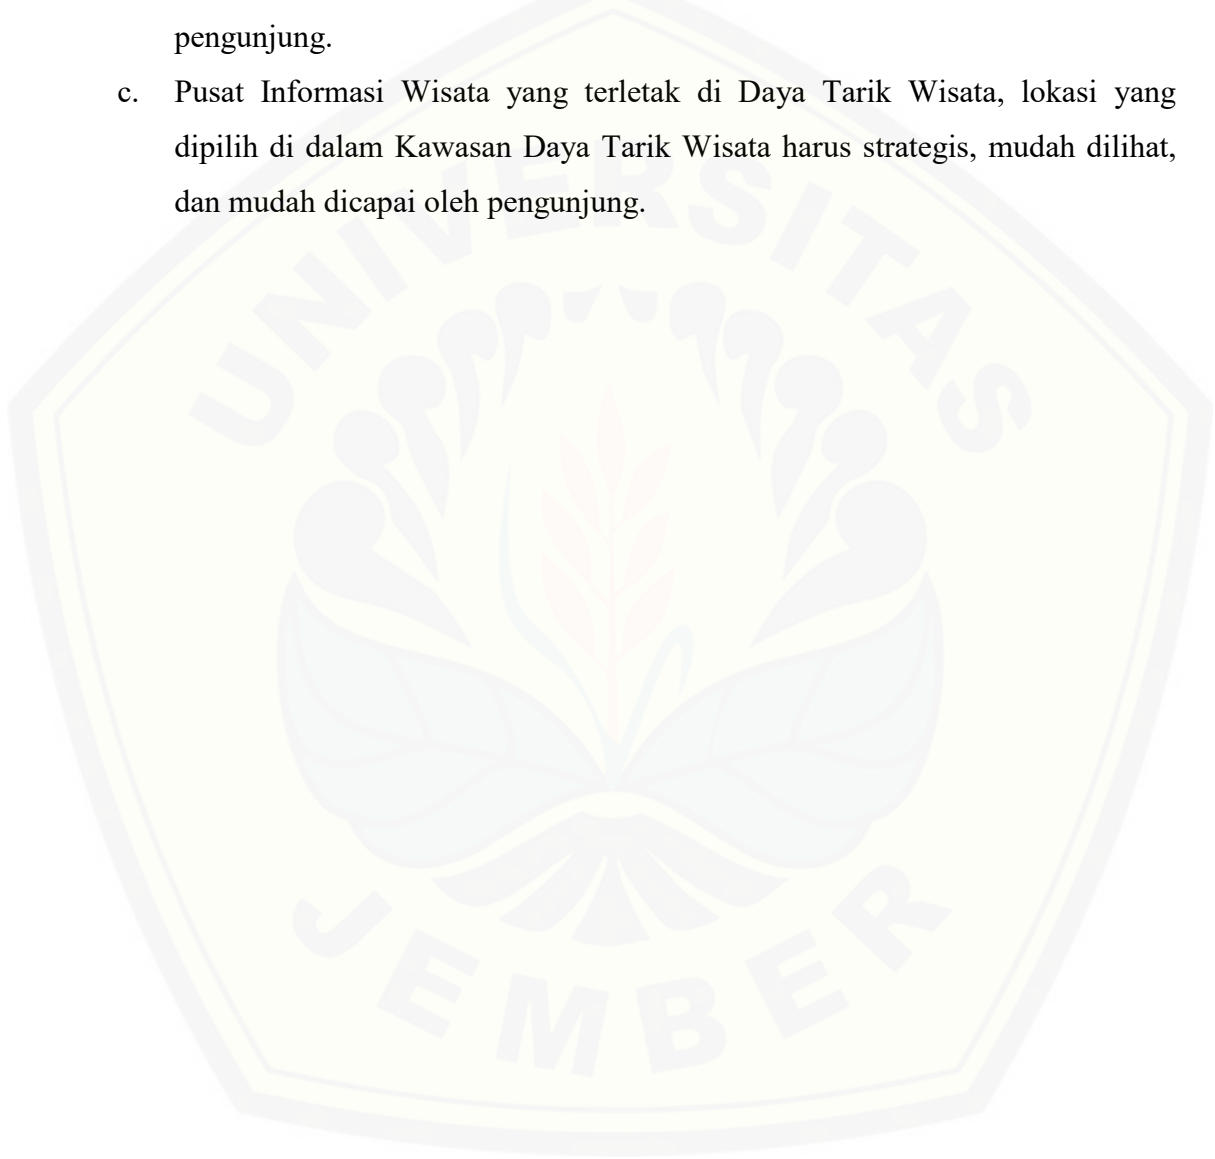 pengunjung.
c. Pusat Informasi Wisata yang terletak di Daya Tarik Wisata, lokasi yang
dipilih di dalam Kawasan Daya Tarik Wisata harus strategis, mudah dilihat,
dan mudah dicapai oleh pengunjung.
UNIVERSITAS
JEMBER